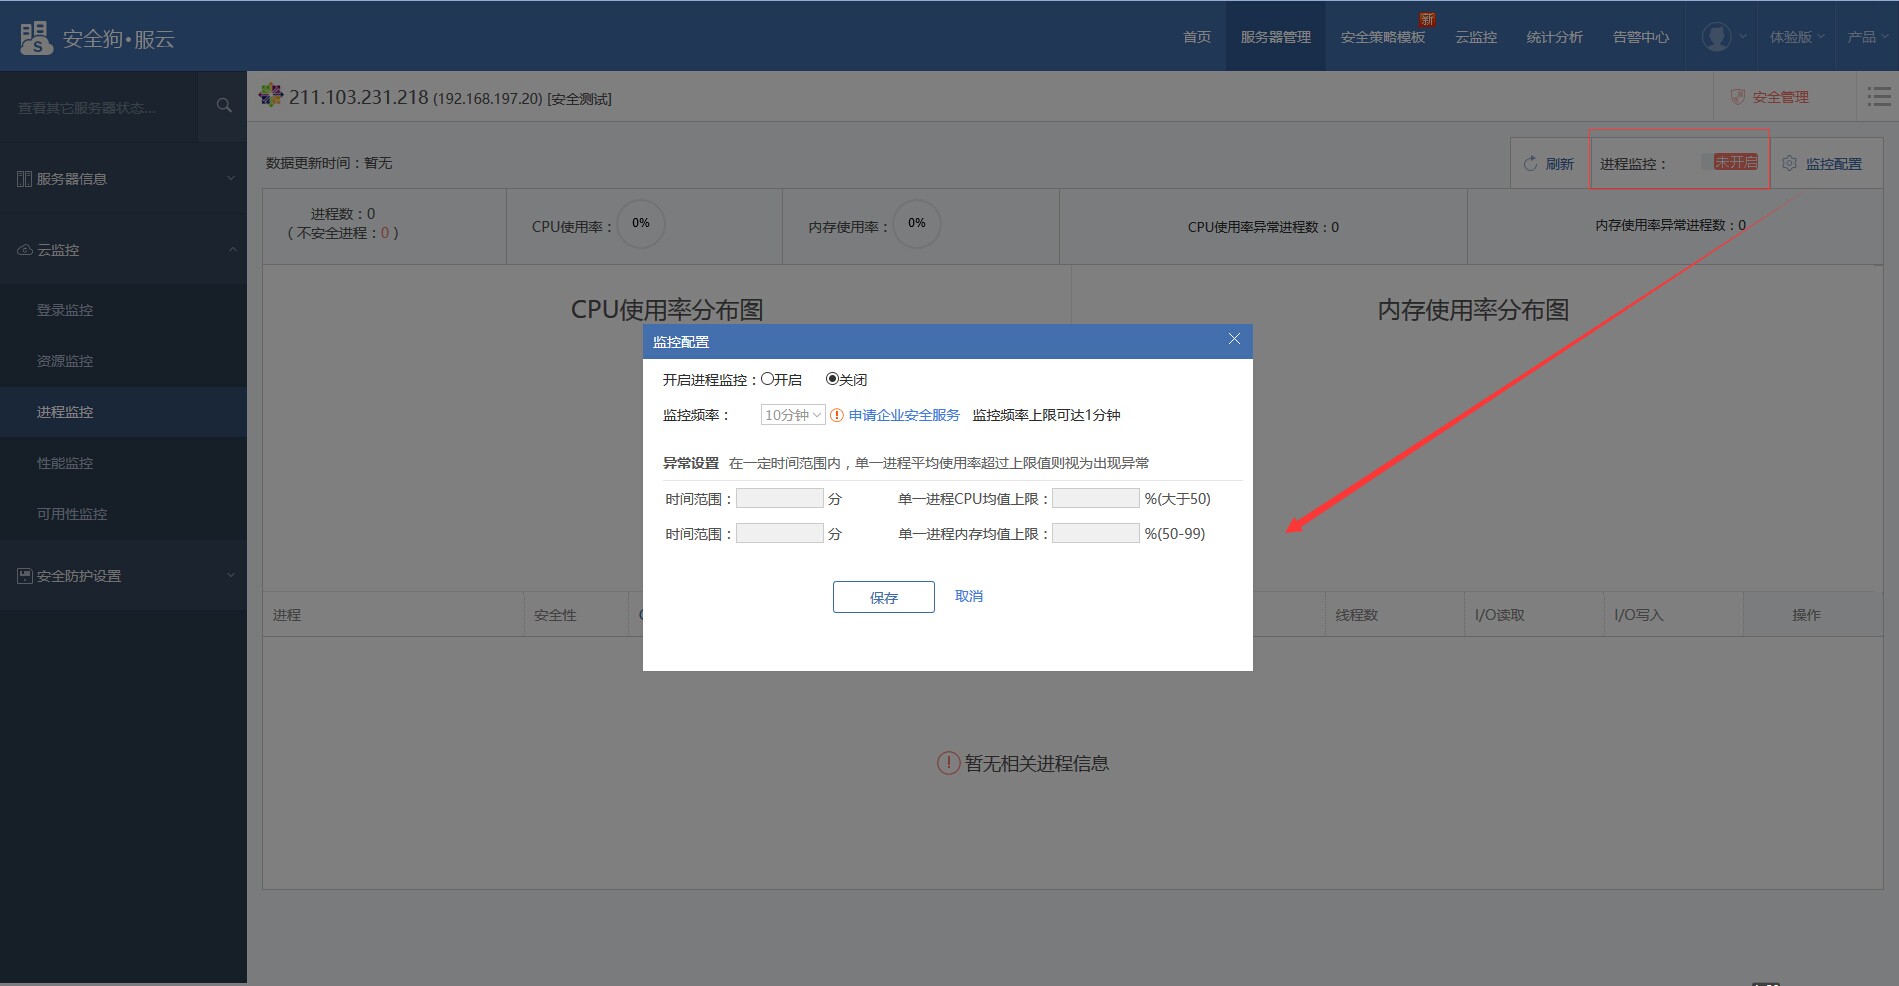 安全狗·服云
首页
服务器管理
安全策略模板
新
云监控
统计分析
告警中心
体验版
产品
查看其它服务器状态...
211.103.231.218 (192.168.197.20) [安全测试]
安全管理
服务器信息
云监控
登录监控
资源监控
进程监控
性能监控
可用性监控
安全防护设置
数据更新时间：暂无
刷新
进程监控：
未开启
监控配置
进程数：0
（ 不安全进程：0 ）
CPU使用率：
0%
内存使用率：
0%
CPU使用率异常进程数：0
内存使用率异常进程数：0
CPU使用率分布图
内存使用率分布图
监控配置
开启进程监控：
开启
关闭
监控频率：
10分钟
申请企业安全服务
监控频率上限可达1分钟
异常设置 在一定时间范围内，单一进程平均使用率超过上限值则视为出现异常
时间范围： 分 单一进程CPU均值上限： %(大于50)
时间范围： 分 单一进程内存均值上限： %(50-99)
保存
取消
进程
安全性
线程数
I/O读取
I/O写入
操作
暂无相关进程信息